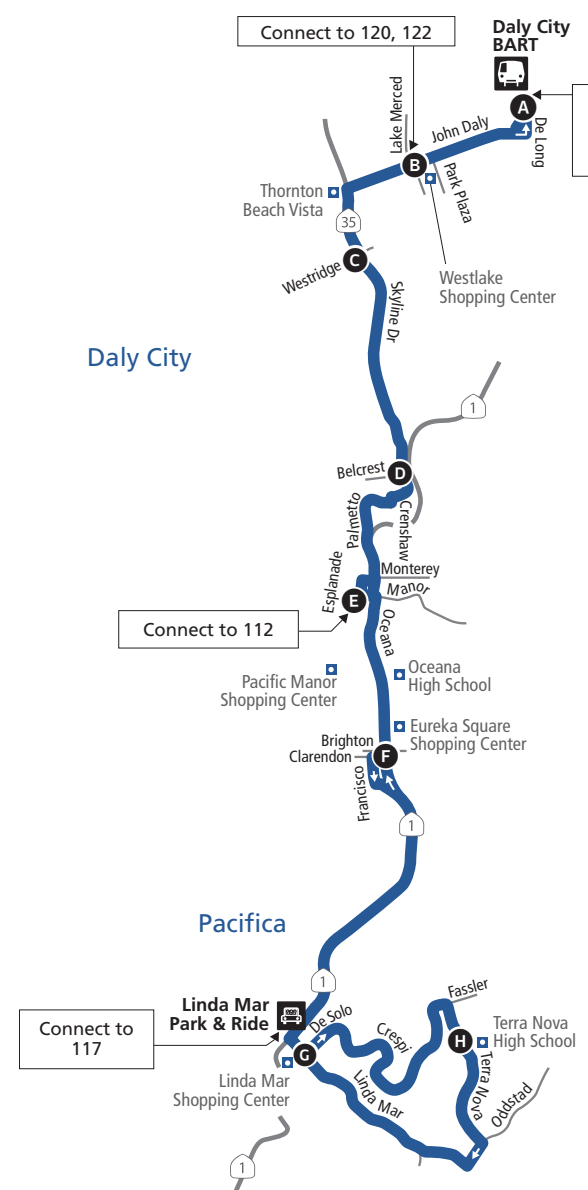 Connect to 120, 122
Daly City
BART
A
Lake Merced
John Daly
De Long
B
Park Plaza
Thornton
Beach Vista
35
Westridge
C
Westlake
Shopping Center
Skyline Dr
Daly City
1
Belcrest
D
Palmetto
Crenshaw
Esplanade
Monterey
Manor
E
Oceana
Connect to 112
Pacific Manor
Shopping Center
Oceana
High School
Eureka Square
Shopping Center
Brighton
Clarendon
F
Francisco
1
Pacifica
1
Linda Mar
Park & Ride
De Solo
Fassler
Connect to
117
Crespi
H
Terra Nova
High School
G
Linda Mar
Shopping Center
Linda Mar
Terra Nova
Oddstad
1